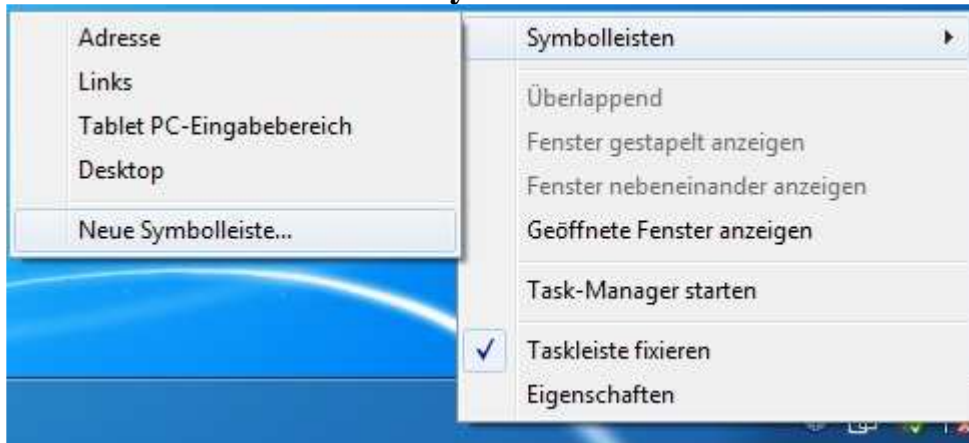 Adresse
Links
Tablet PC-Eingabebereich
Desktop
Neue Symbolleiste...
Symbolleisten
Überlappend
Fenster gestapelt anzeigen
Fenster nebeneinander anzeigen
Geöffnete Fenster anzeigen
Task-Manager starten
Taskleiste fixieren
Eigenschaften